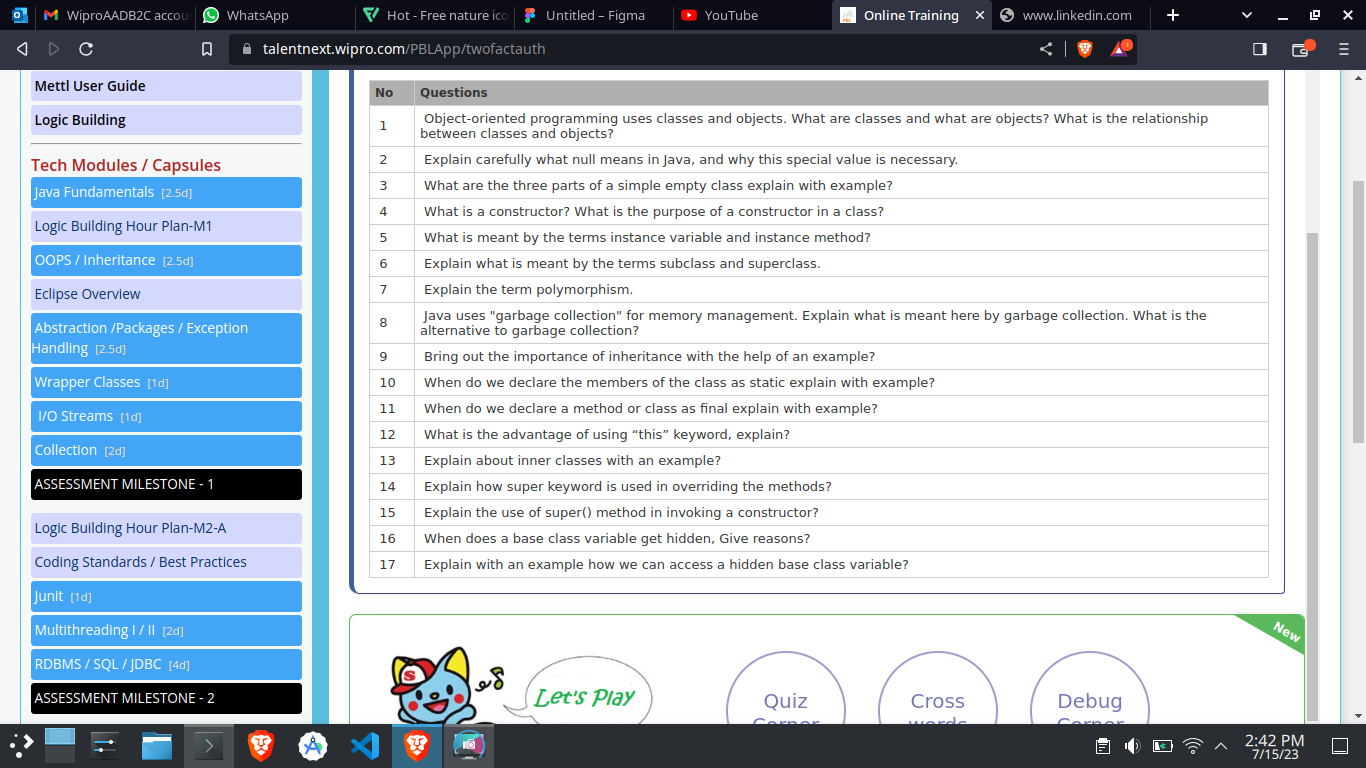 WiproAADB2C accou
WhatsApp
Hot - Free nature ico
Untitled – Figma
YouTube
Online Training
www.linkedin.com
talentnext.wipro.com/PBLApp/twofactauth
1
Mettl User Guide
Logic Building
Tech Modules / Capsules
Java Fundamentals [2.5d]
Logic Building Hour Plan-M1
OOPS / Inheritance [2.5d]
Eclipse Overview
Abstraction /Packages / Exception
Handling [2.5d]
Wrapper Classes [1d]
I/O Streams [1d]
Collection [2d]
ASSESSMENT MILESTONE - 1
Logic Building Hour Plan-M2-A
Coding Standards / Best Practices
Junit [1d]
Multithreading I / II [2d]
RDBMS / SQL / JDBC [4d]
ASSESSMENT MILESTONE - 2
No Questions
1 Object-oriented programming uses classes and objects. What are classes and what are objects? What is the relationship
between classes and objects?
2 Explain carefully what null means in Java, and why this special value is necessary.
3 What are the three parts of a simple empty class explain with example?
4 What is a constructor? What is the purpose of a constructor in a class?
5 What is meant by the terms instance variable and instance method?
6 Explain what is meant by the terms subclass and superclass.
7 Explain the term polymorphism.
8 Java uses "garbage collection" for memory management. Explain what is meant here by garbage collection. What is the
alternative to garbage collection?
9 Bring out the importance of inheritance with the help of an example?
10 When do we declare the members of the class as static explain with example?
11 When do we declare a method or class as final explain with example?
12 What is the advantage of using “this” keyword, explain?
13 Explain about inner classes with an example?
14 Explain how super keyword is used in overriding the methods?
15 Explain the use of super() method in invoking a constructor?
16 When does a base class variable get hidden, Give reasons?
17 Explain with an example how we can access a hidden base class variable?
New
S
Let's Play
Quiz
Corner
Cross
words
Debug
Corner
2:42 PM
7/15/23